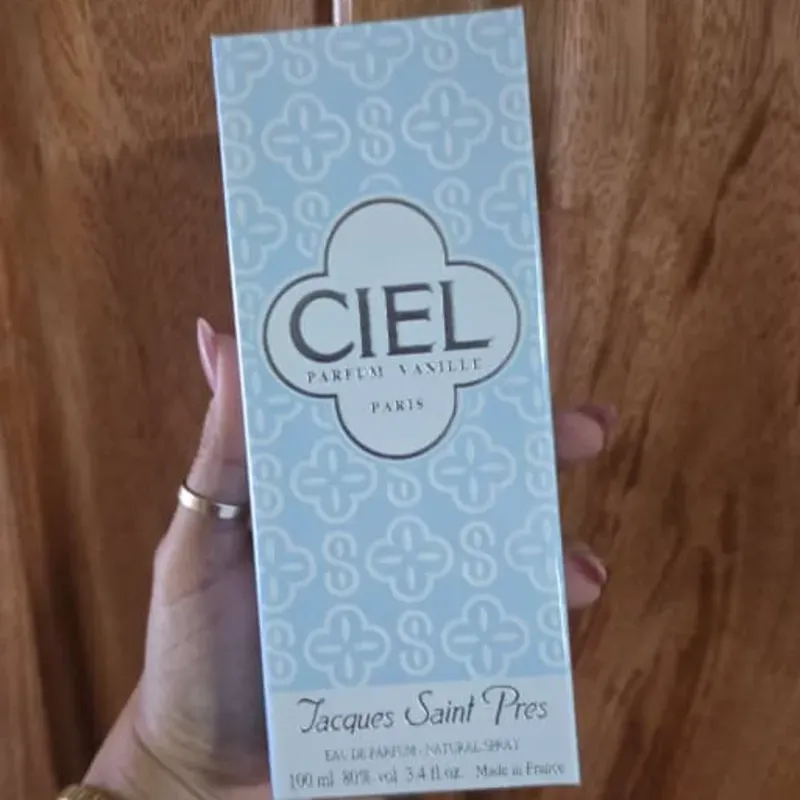 CIEL
PARFUM VANILLE
PARIS
Jacques Saint Pres
EAU DE PARFUM - NATURAL SPRAY
100 ml 80% vol 3.4 fl oz. Made in France